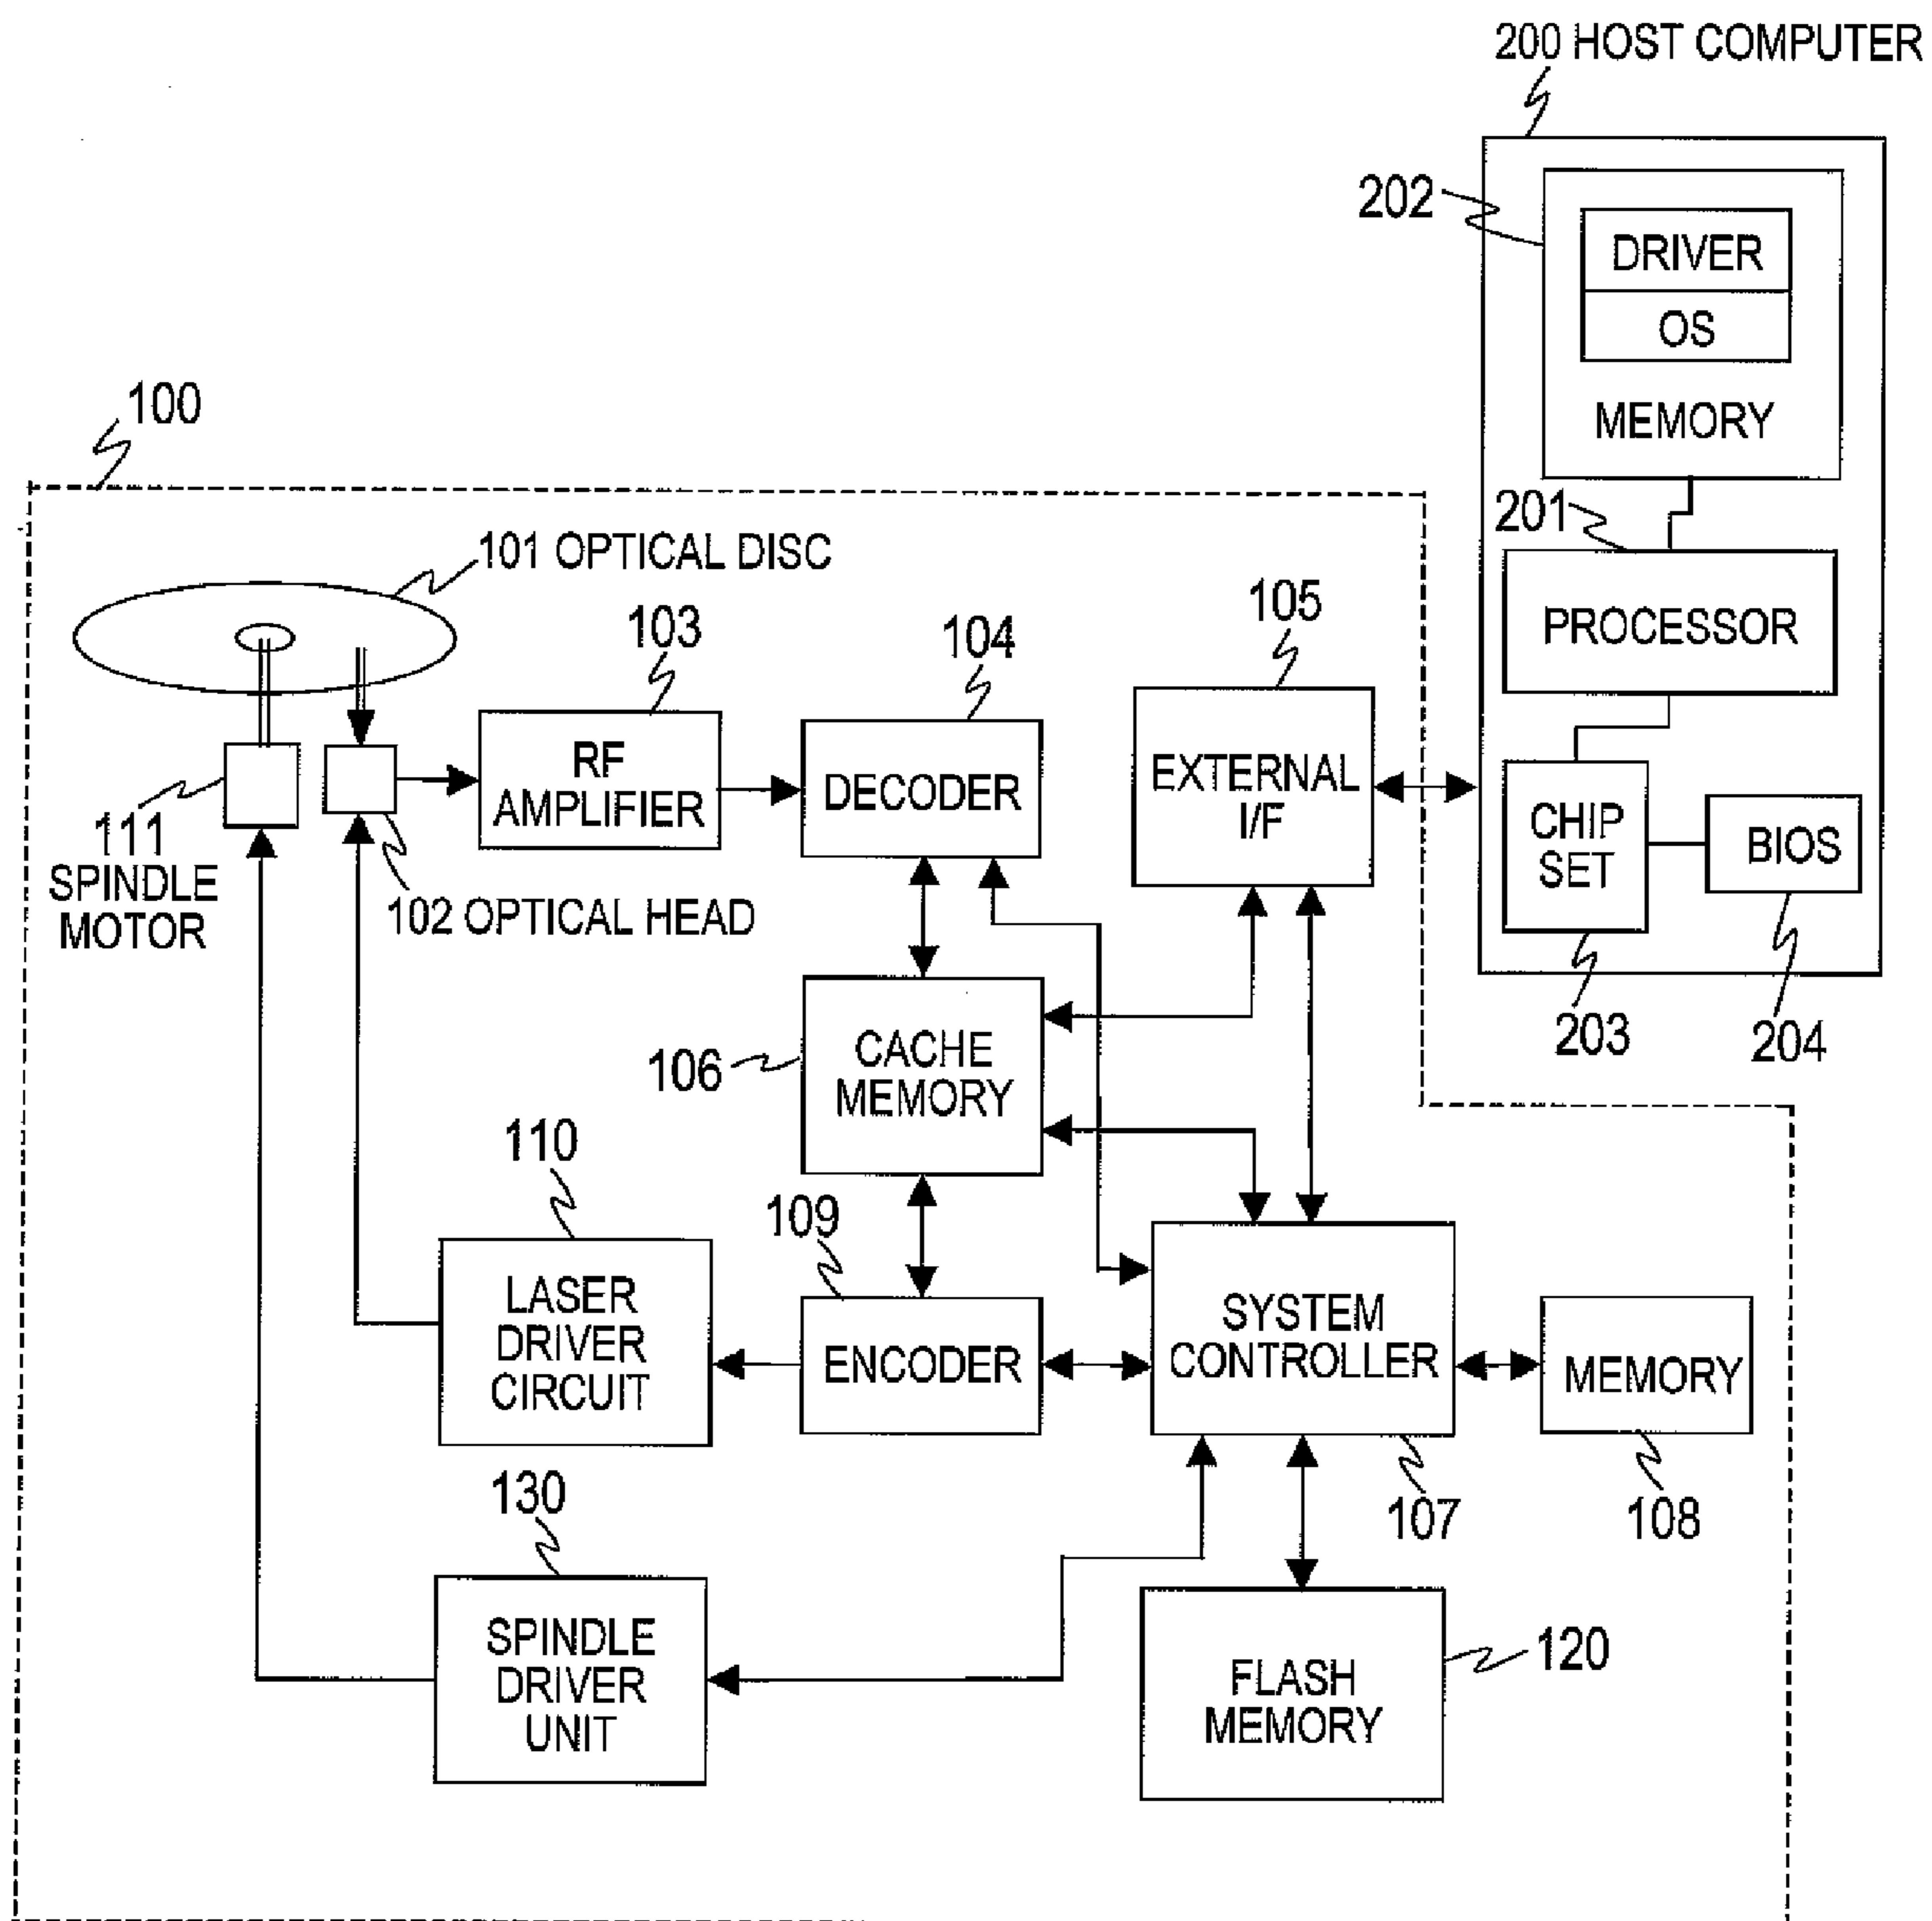 200 HOST COMPUTER
202
DRIVER
OS
MEMORY
100
201
101 OPTICAL DISC
PROCESSOR
103
104
105
RF
AMPLIFIER
DECODER
EXTERNAL
I/F
CHIP
SET
BIOS
111
SPINDLE
MOTOR
102 OPTICAL HEAD
203
204
106
CACHE
MEMORY
110
109
LASER
DRIVER
CIRCUIT
ENCODER
SYSTEM
CONTROLLER
MEMORY
130
107
108
SPINDLE
DRIVER
UNIT
FLASH
MEMORY
120